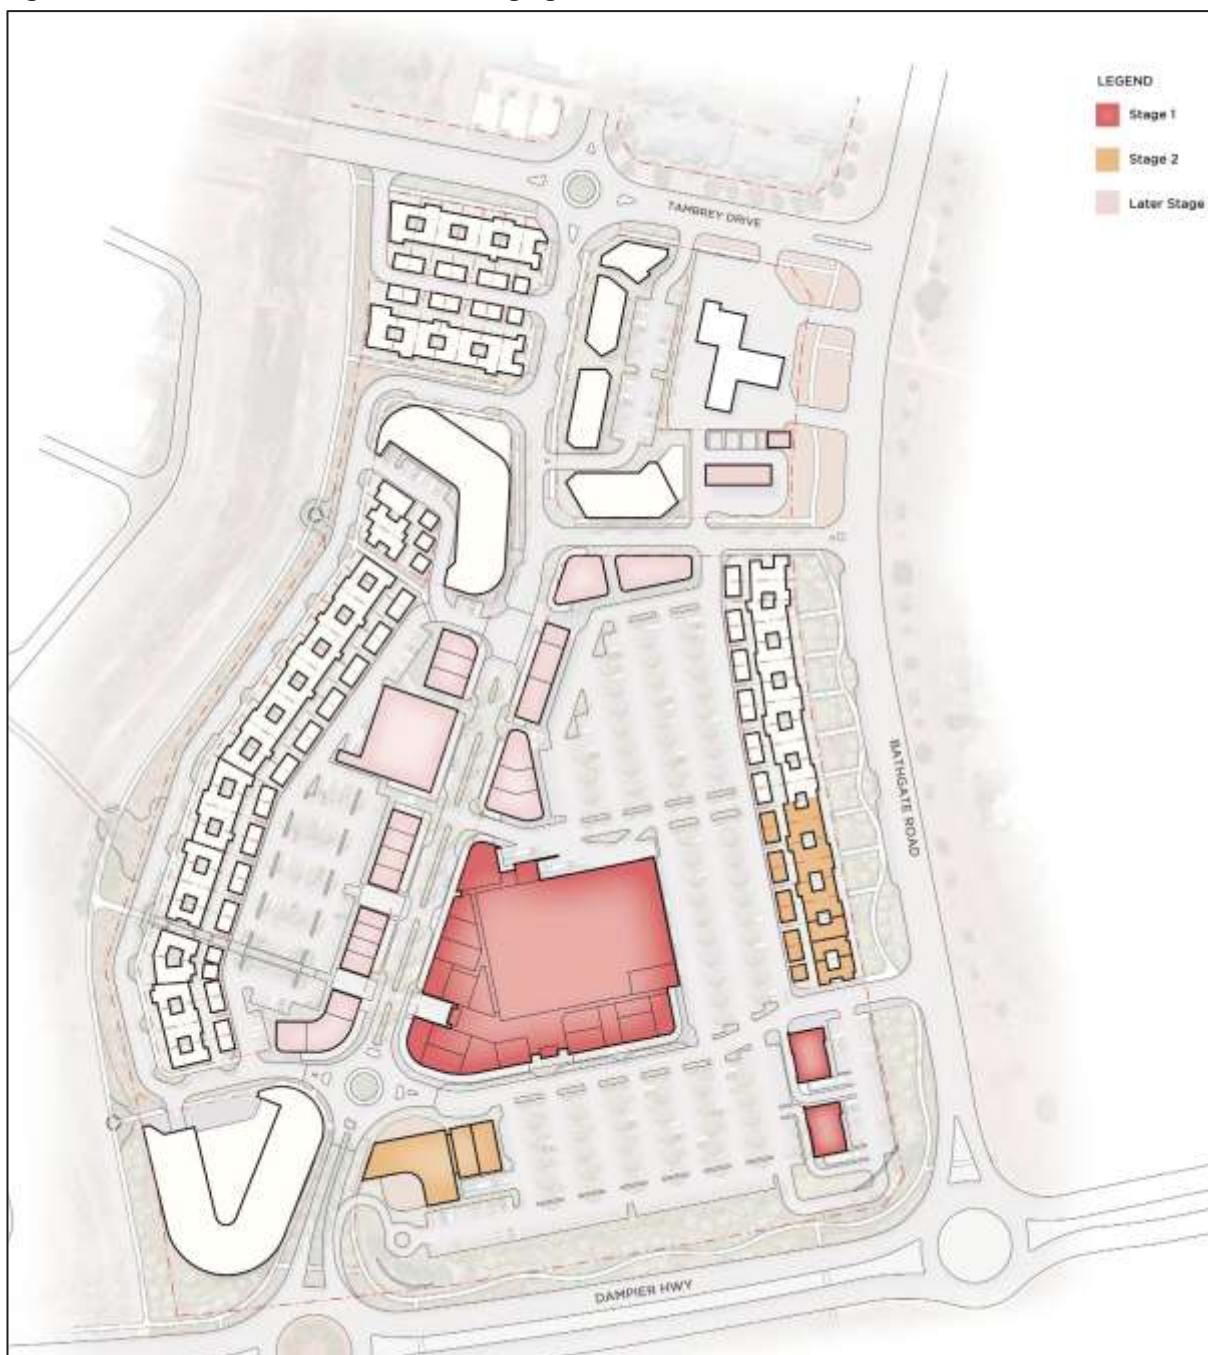 LEGEND
Stage 1
Stage 2
Later Stage
TAMBREY DRIVE
BATHGATE ROAD
DAMPIER HWY